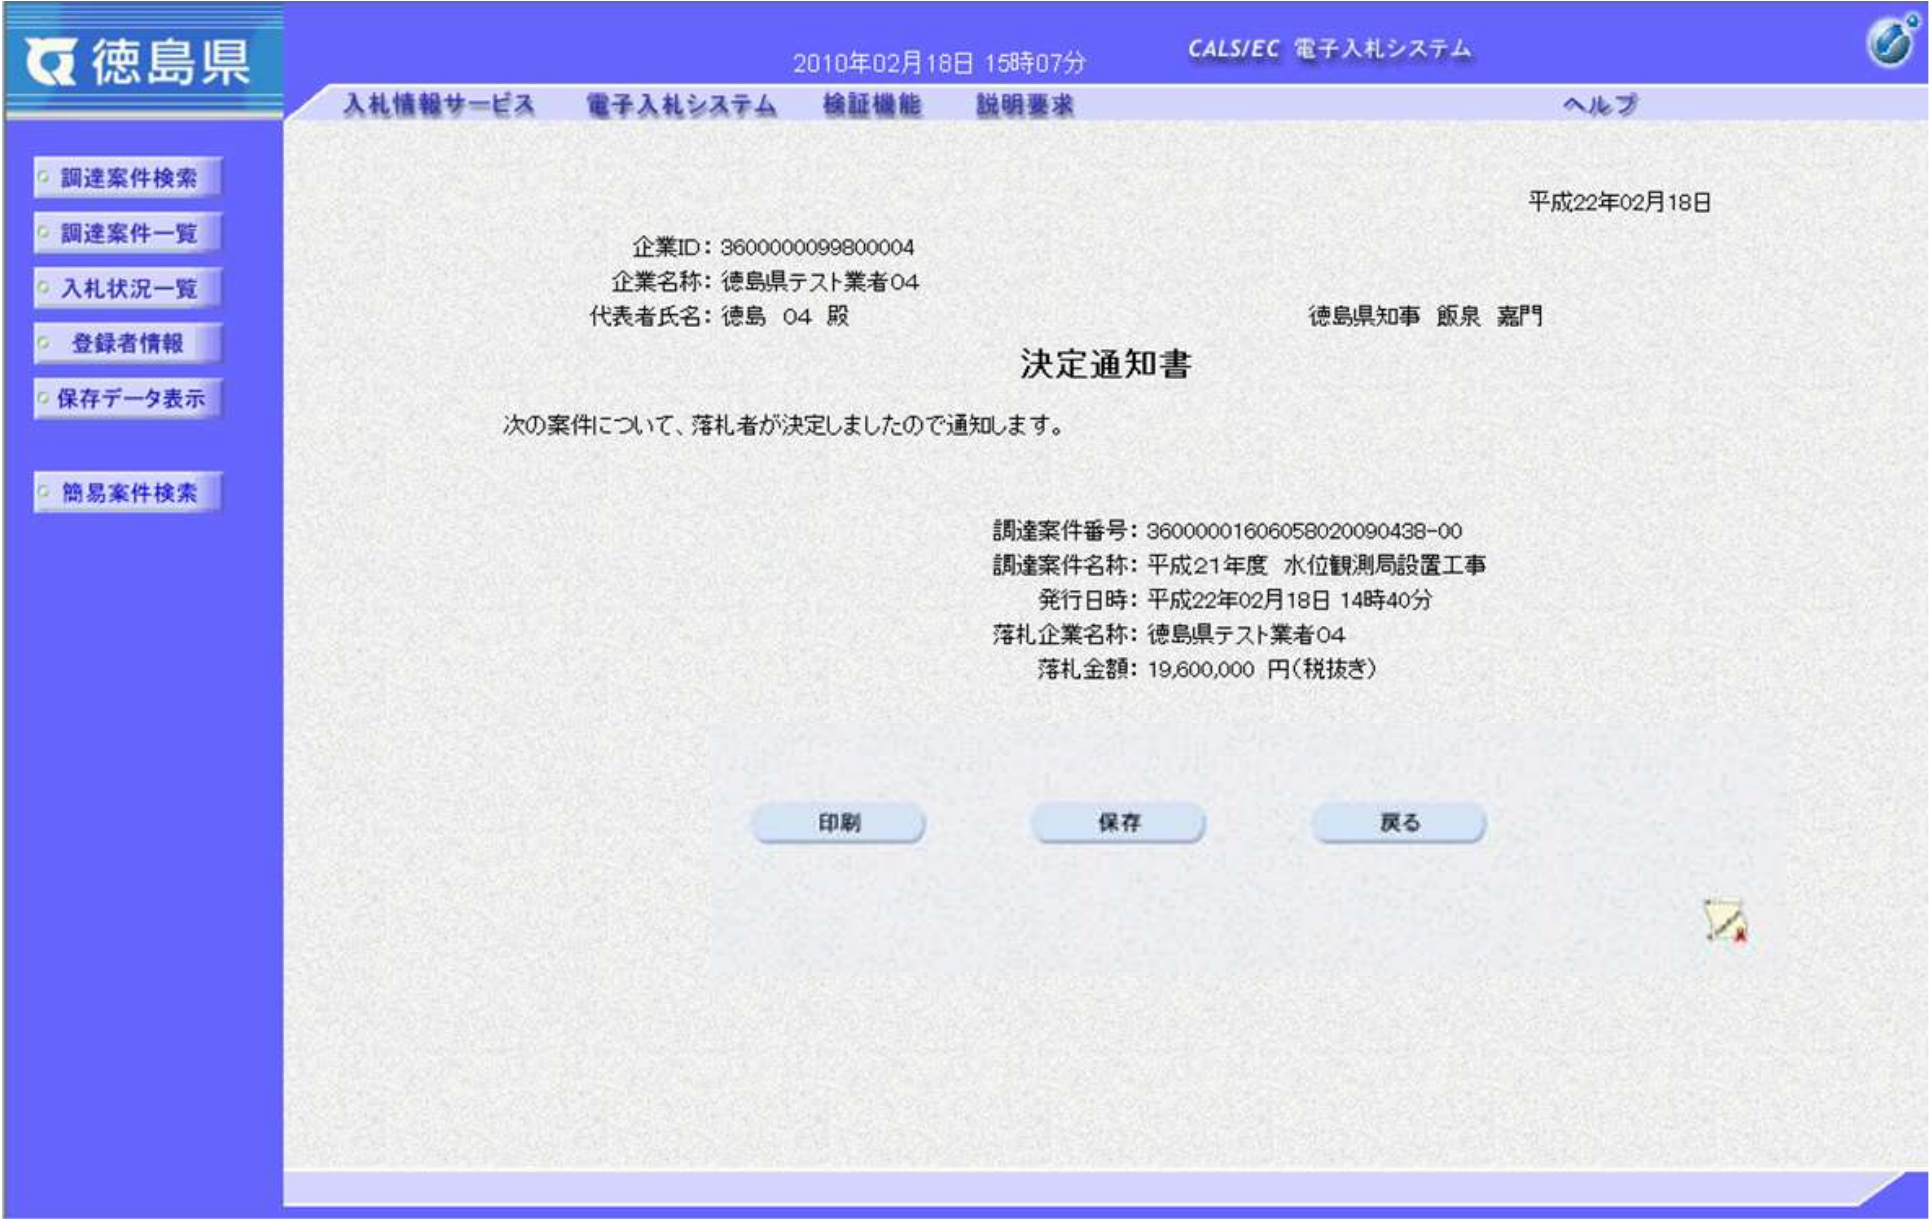 徳島県
2010年02月18日 15時07分
CALS/EC 電子入札システム
入札情報サービス 電子入札システム 検証機能 説明要求 ヘルプ
調達案件検索
調達案件一覧
入札状況一覧
登録者情報
保存データ表示
簡易案件検索
平成22年02月18日
企業ID：3600000099800004
企業名称：徳島県テスト業者04
代表者氏名：徳島 04 殿
徳島県知事 飯泉 嘉門
決定通知書
次の案件について、落札者が決定しましたので通知します。
調達案件番号：36000001606058020090438-00
調達案件名称：平成21年度 水位観測局設置工事
発行日時：平成22年02月18日 14時40分
落札企業名称：徳島県テスト業者04
落札金額：19,600,000 円（税抜き）
印刷 保存 戻る